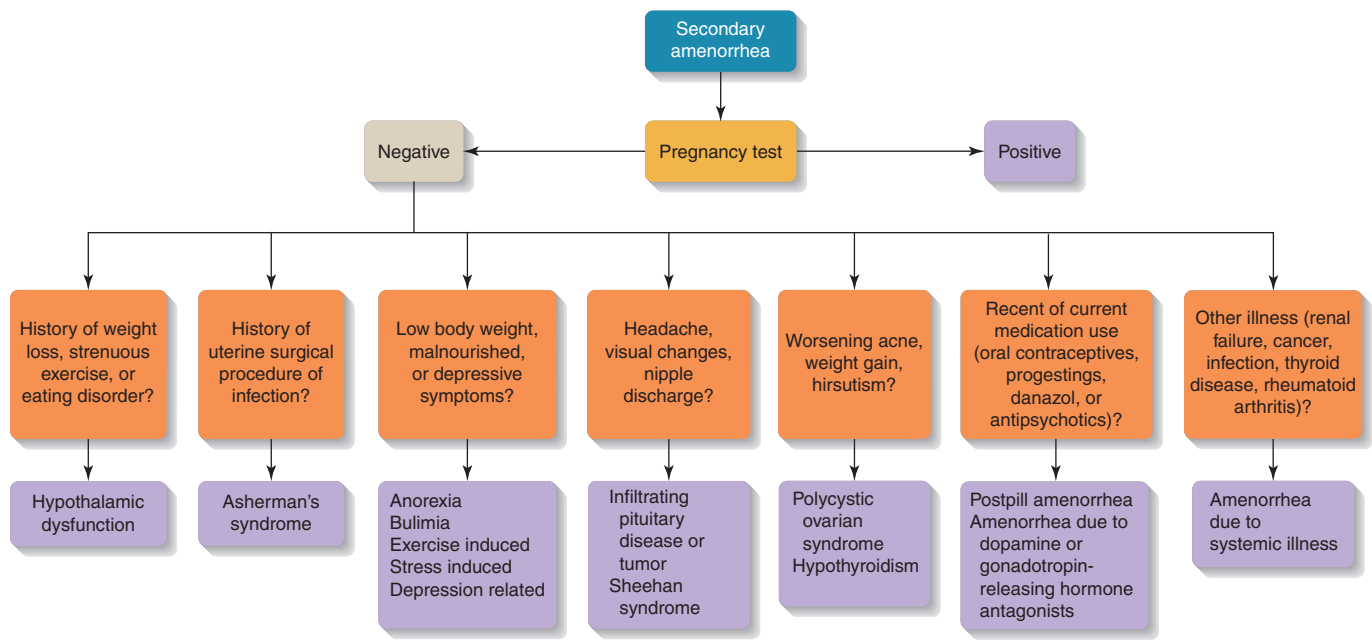 Secondary
amenorrhea
Negative
Pregnancy test
Positive
History of weight
loss, strenuous
exercise, or
eating disorder?
History of
uterine surgical
procedure of
infection?
Low body weight,
malnourished,
or depressive
symptoms?
Headache,
visual changes,
nipple
discharge?
Worsening acne,
weight gain,
hirsutism?
Recent of current
medication use
(oral contraceptives,
progestings,
danazol, or
antipsychotics)?
Other illness (renal
failure, cancer,
infection, thyroid
disease, rheumatoid
arthritis)?
Hypothalamic
dysfunction
Asherman's
syndrome
Anorexia
Bulimia
Exercise induced
Stress induced
Depression related
Infiltrating
pituitary
disease or
tumor
Sheehan
syndrome
Polycystic
ovarian
syndrome
Hypothyroidism
Postpill amenorrhea
Amenorrhea due to
dopamine or
gonadotropin-
releasing hormone
antagonists
Amenorrhea
due to
systemic illness